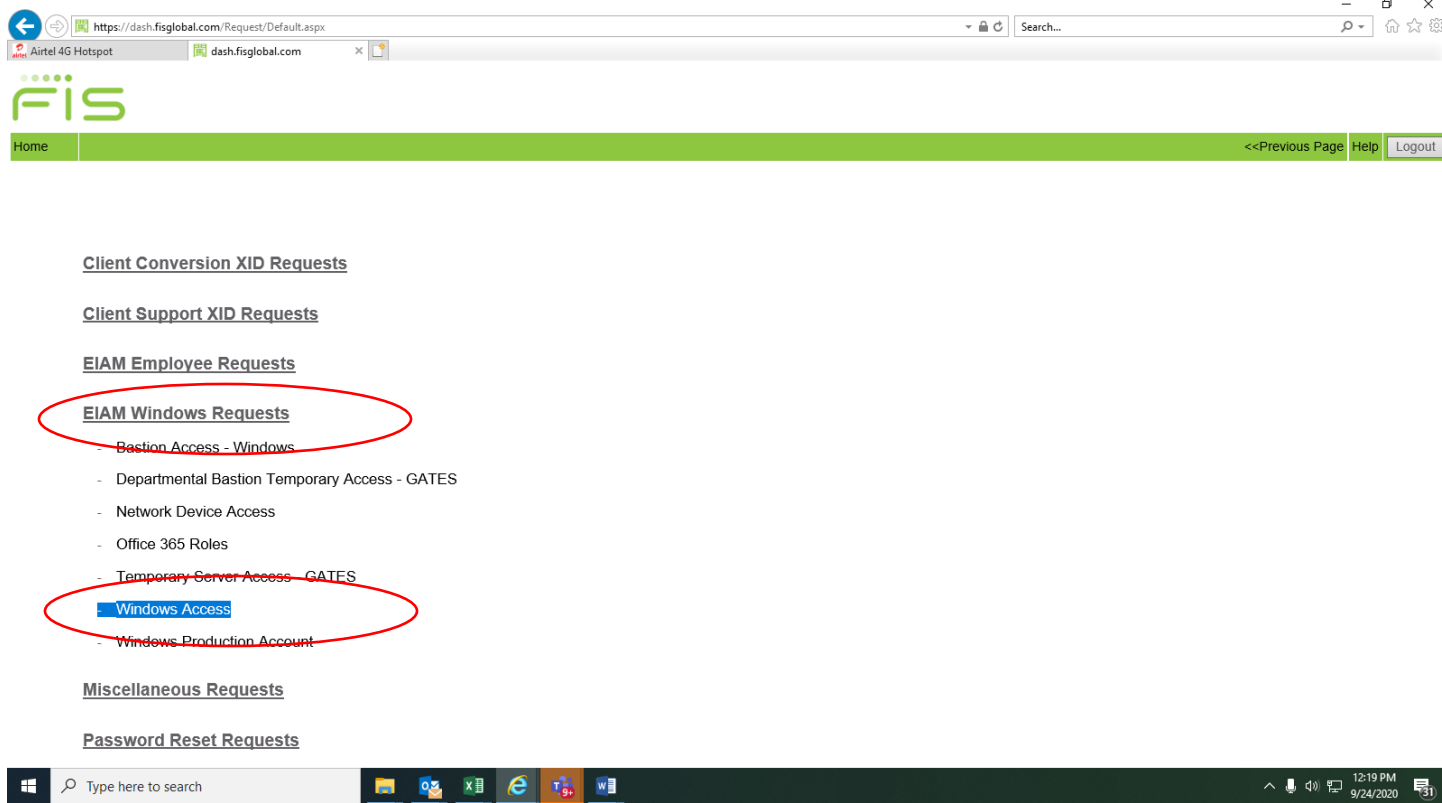 https://dash.fisglobal.com/Request/Default.aspx
Search...
airtel Airtel 4G Hotspot
dash.fisglobal.com
FIS
Home
<<Previous Page Help Logout
Client Conversion XID Requests
Client Support XID Requests
EIAM Employee Requests
EIAM Windows Requests
- Bastion Access - Windows
- Departmental Bastion Temporary Access - GATES
- Network Device Access
- Office 365 Roles
- Temporary Server Access - GATES
- Windows Access
- Windows Production Account
Miscellaneous Requests
Password Reset Requests
Type here to search
9+
12:19 PM
9/24/2020
31